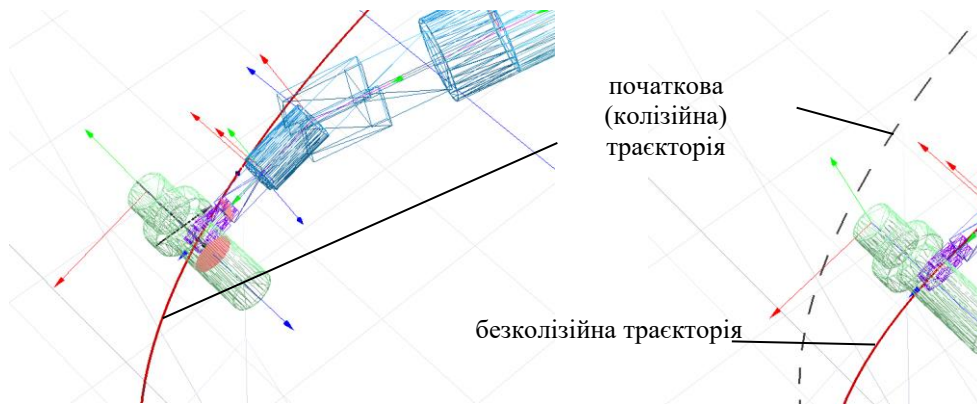 початкова
(колізійна)
траєкторія
безколізійна траєкторія